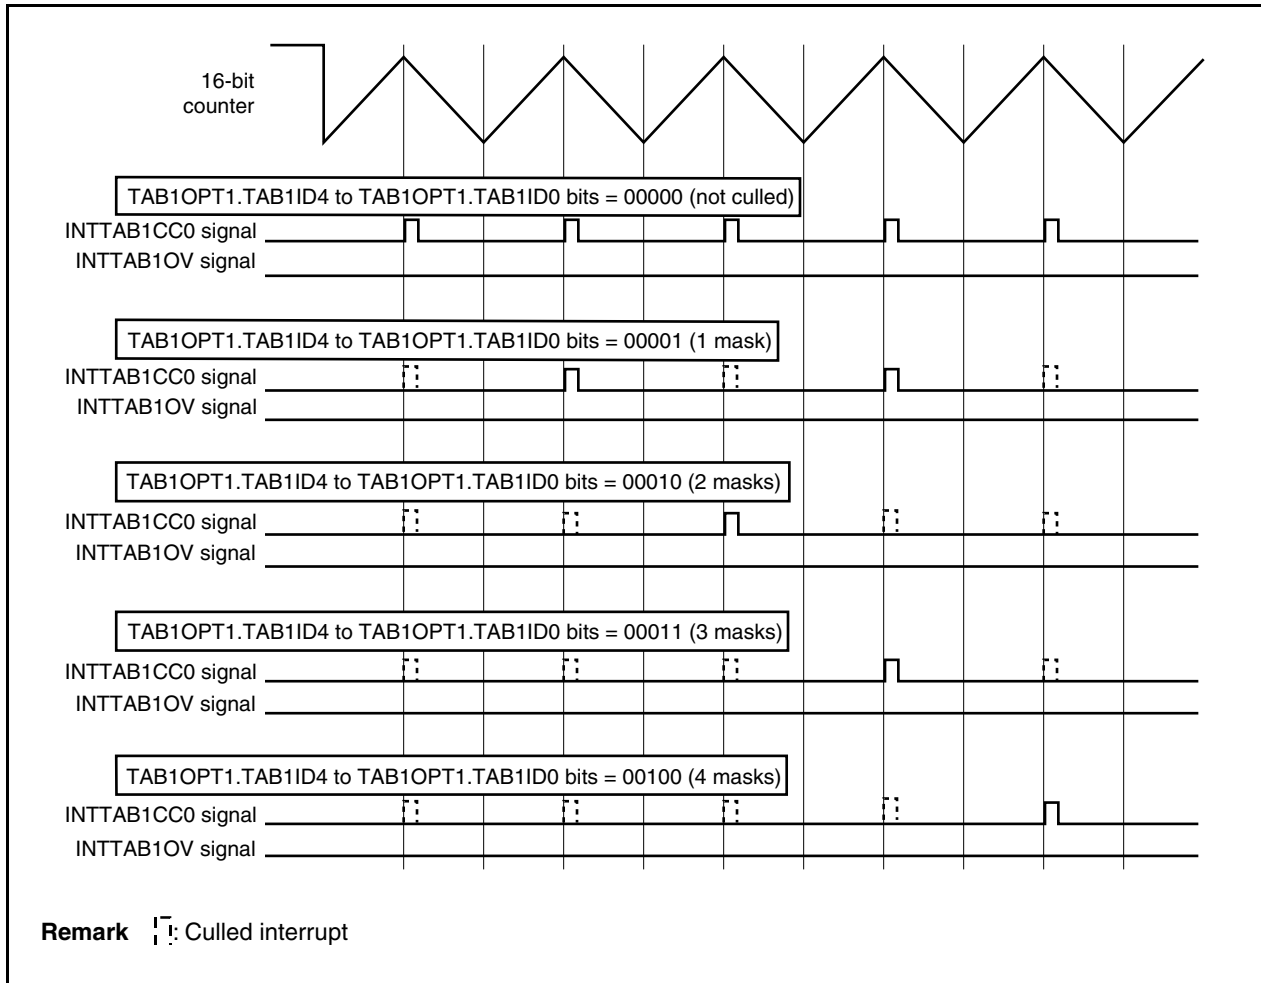 16-bit
counter
TAB1OPT1.TAB1ID4 to TAB1OPT1.TAB1ID0 bits = 00000 (not culled)
INTTAB1CC0 signal
INTTAB1OV signal
TAB1OPT1.TAB1ID4 to TAB1OPT1.TAB1ID0 bits = 00001 (1 mask)
INTTAB1CC0 signal
INTTAB1OV signal
TAB1OPT1.TAB1ID4 to TAB1OPT1.TAB1ID0 bits = 00010 (2 masks)
INTTAB1CC0 signal
INTTAB1OV signal
TAB1OPT1.TAB1ID4 to TAB1OPT1.TAB1ID0 bits = 00011 (3 masks)
INTTAB1CC0 signal
INTTAB1OV signal
TAB1OPT1.TAB1ID4 to TAB1OPT1.TAB1ID0 bits = 00100 (4 masks)
INTTAB1CC0 signal
INTTAB1OV signal
Remark : Culled interrupt